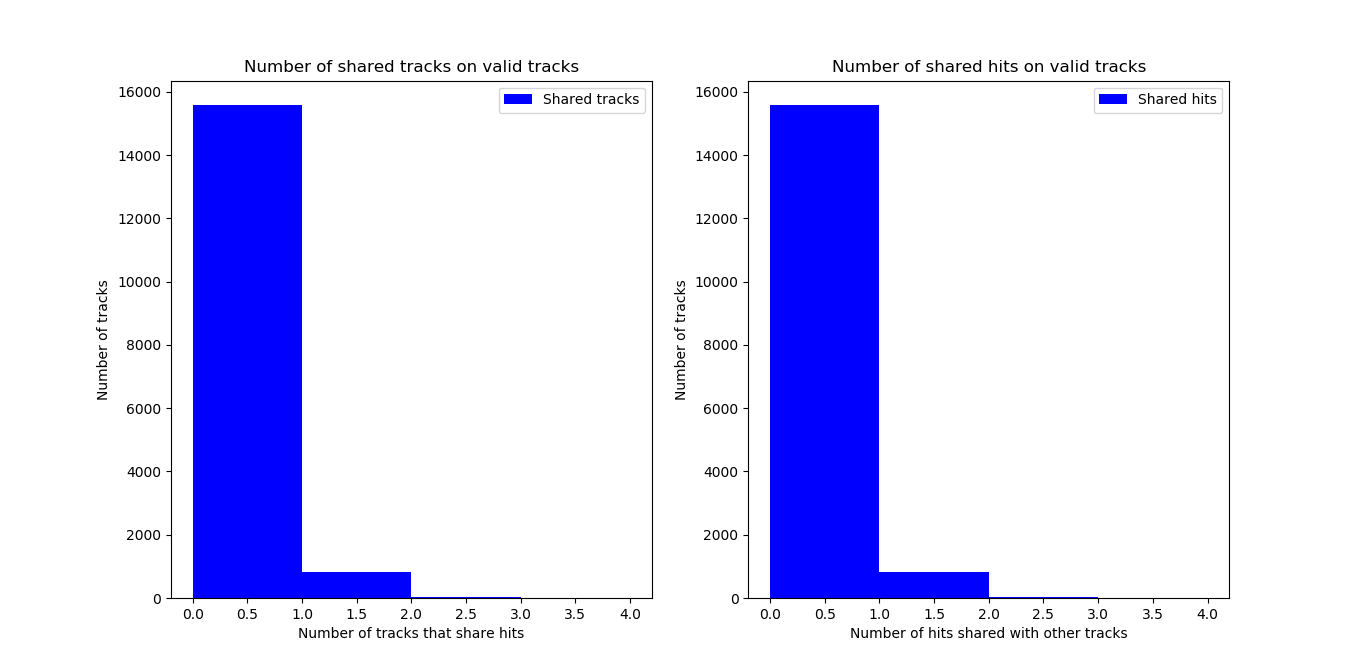 Number of shared tracks on valid tracks
Shared tracks
16000
14000
12000
10000
8000
6000
4000
2000
0
Number of tracks
0.0 0.5 1.0 1.5 2.0 2.5 3.0 3.5 4.0
Number of tracks that share hits
Number of shared hits on valid tracks
Shared hits
16000
14000
12000
10000
8000
6000
4000
2000
0
Number of tracks
0.0 0.5 1.0 1.5 2.0 2.5 3.0 3.5 4.0
Number of hits shared with other tracks